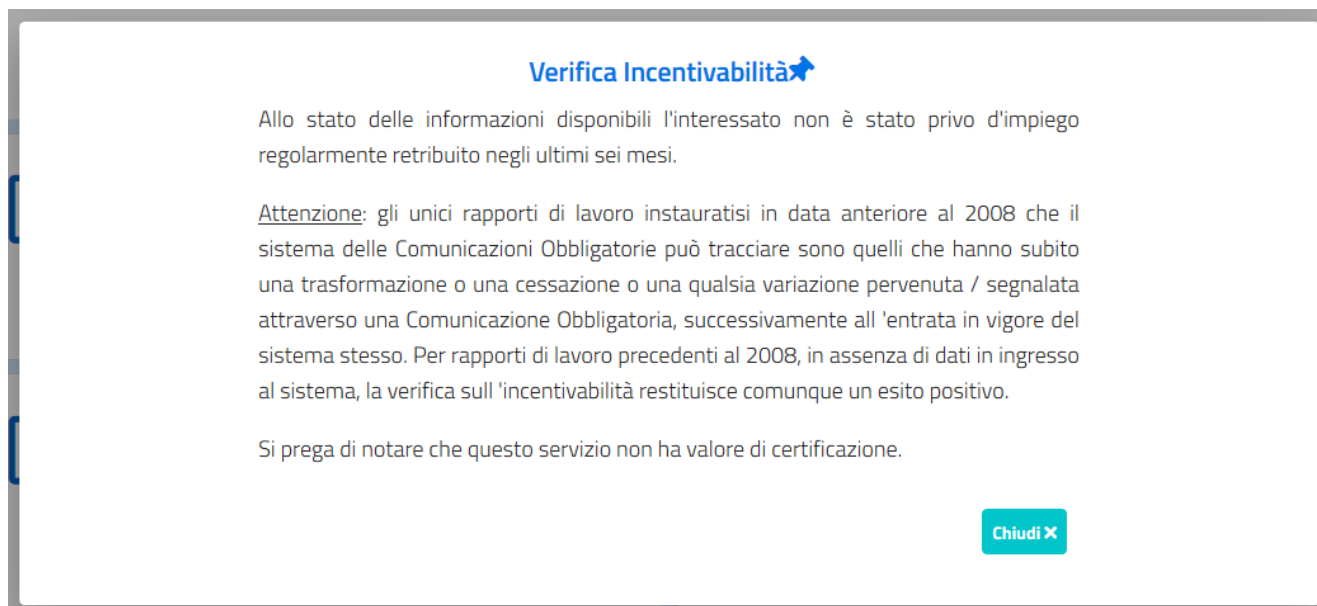 Verifica Incentivabilità
Allo stato delle informazioni disponibili l'interessato non è stato privo d'impiego
regolarmente retribuito negli ultimi sei mesi.
Attenzione: gli unici rapporti di lavoro instauratisi in data anteriore al 2008 che il
sistema delle Comunicazioni Obbligatorie può tracciare sono quelli che hanno subito
una trasformazione o una cessazione o una qualsia variazione pervenuta / segnalata
attraverso una Comunicazione Obbligatoria, successivamente all 'entrata in vigore del
sistema stesso. Per rapporti di lavoro precedenti al 2008, in assenza di dati in ingresso
al sistema, la verifica sull 'incentivabilità restituisce comunque un esito positivo.
Si prega di notare che questo servizio non ha valore di certificazione.
Chiudi ×